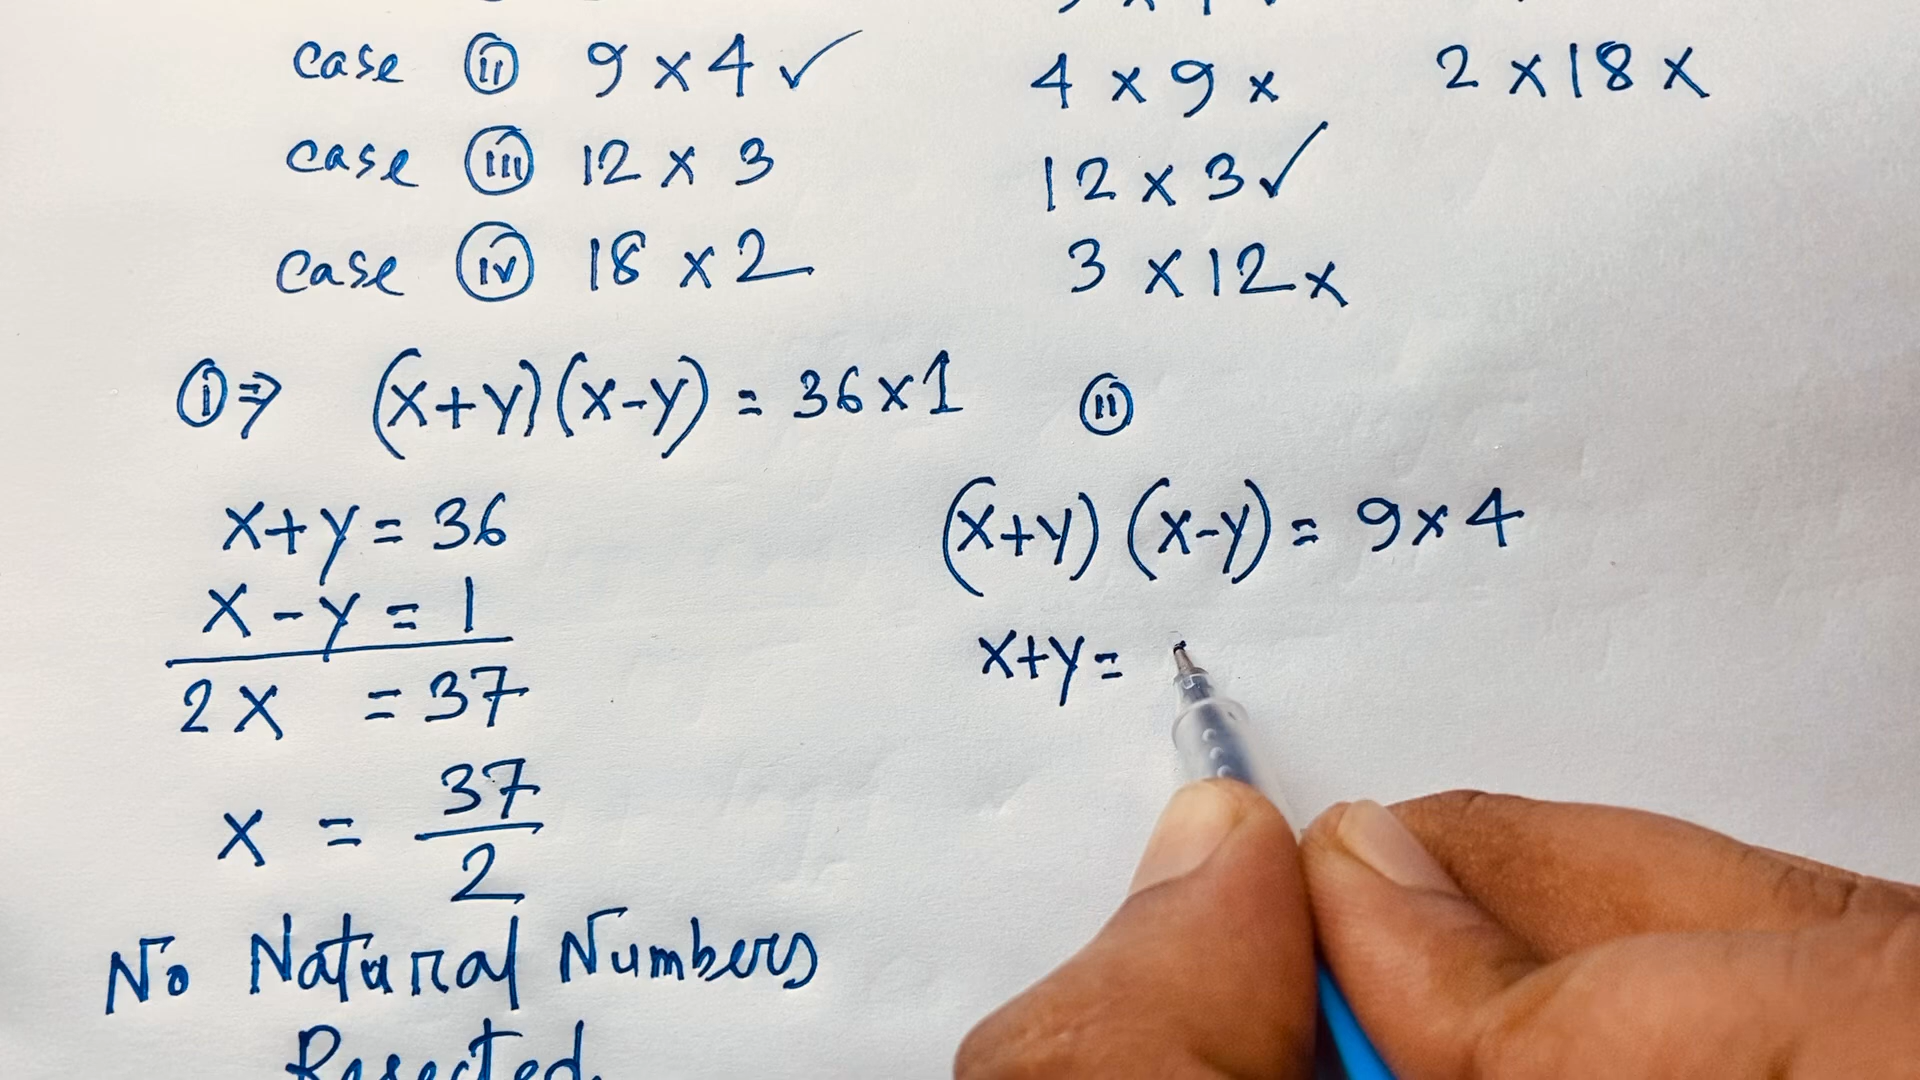 case (ii) 9 x 4 ✓ 4 x 9 x 2 x 18 x
case (iii) 12 x 3 12 x 3 ✓
case (iv) 18 x 2 3 x 12 x
(i) ⇒ (x+y)(x-y) = 36 x 1 (ii)
x+y = 36
x - y = 1
2x = 37
x = 37/2
No Natural Numbers
Resected.
(x+y) (x-y) = 9 x 4
x+y =